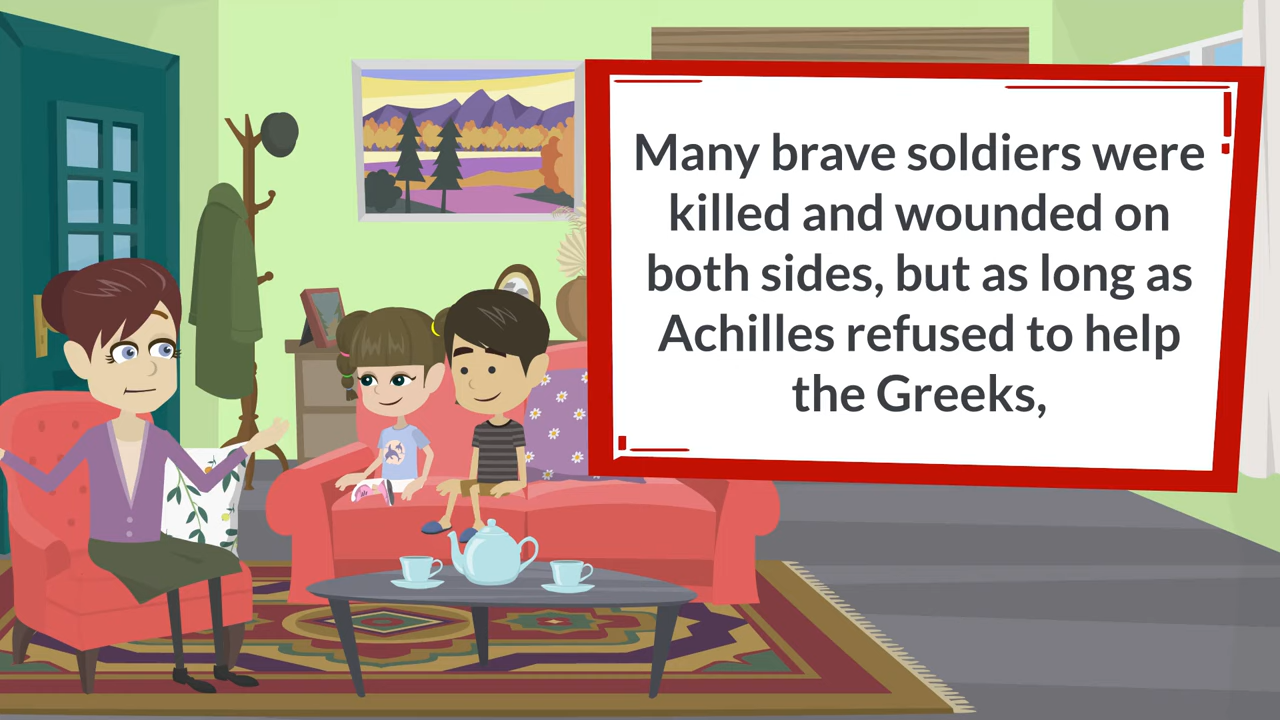 Many brave soldiers were
killed and wounded on
both sides, but as long as
Achilles refused to help
the Greeks,